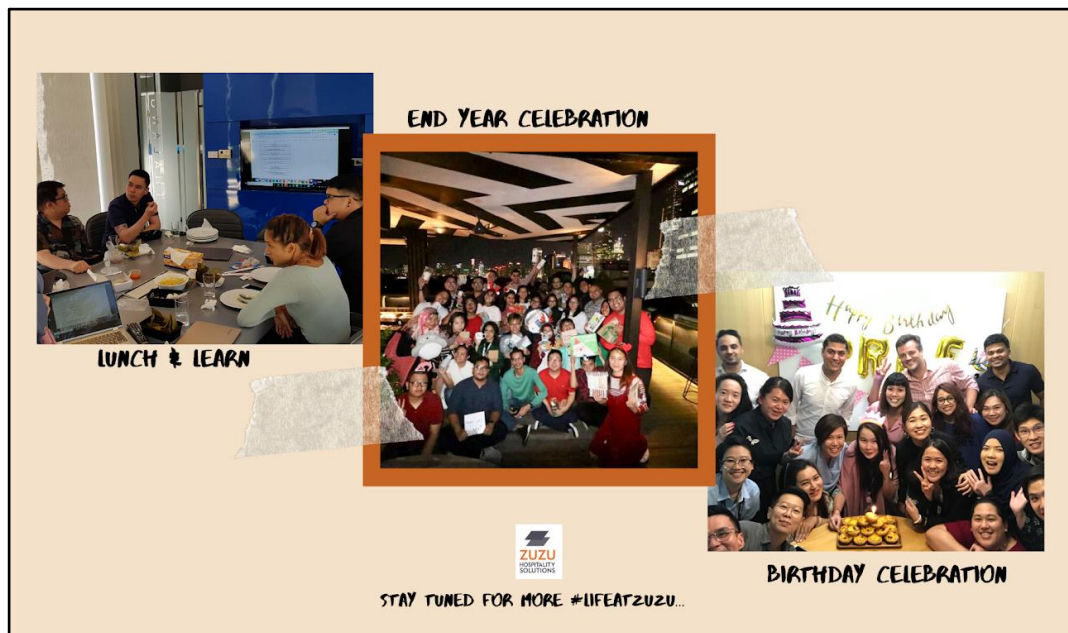 END YEAR CELEBRATION
LUNCH & LEARN
Happy Birthday
BIRTHDAY CELEBRATION
ZUZU
HOSPITALITY
SOLUTIONS
STAY TUNED FOR MORE #LIFEATZUZU...